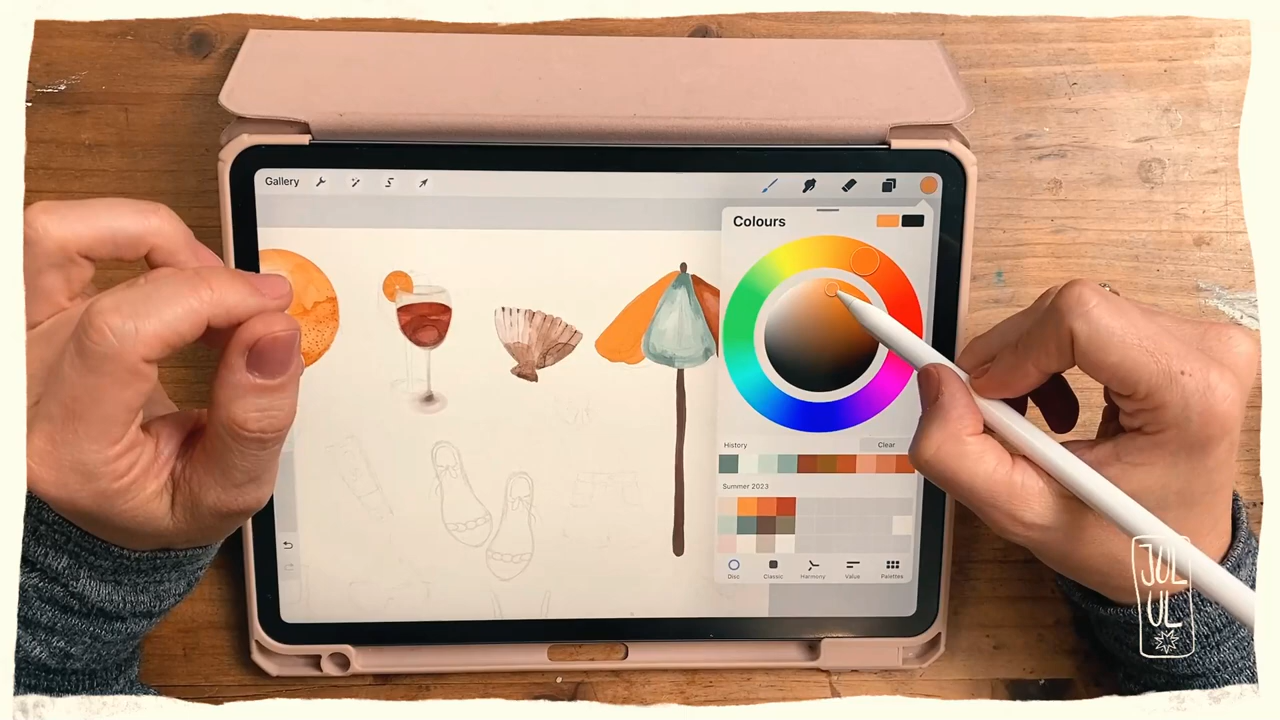 Gallery
Colours
History
Clear
Summer 2023
Disc
Classic
Harmony
Value
Palettes
JUL
UL